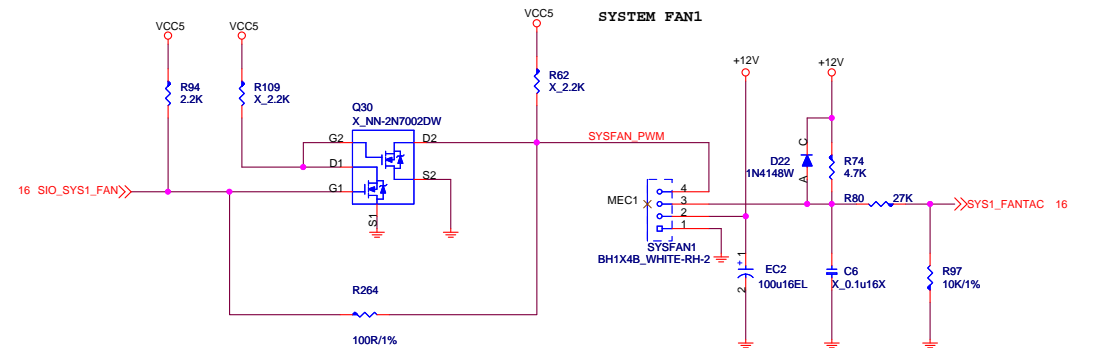 SYSTEM FAN1
VCC5
VCC5
VCC5
+12V
+12V
R94
2.2K
R109
X_2.2K
R62
X_2.2K
Q30
X_NN-2N7002DW
G2
D2
D1
S2
G1
S1
SYSFAN_PWM
16 SIO_SYS1_FAN
MEC1
4
3
2
1
SYSFAN1
BH1X4B_WHITE-RH-2
C
D22
1N4148W
A
R74
4.7K
R80
27K
SYS1_FANTAC 16
+
1
2
EC2
100u16EL
C6
X_0.1u16X
R97
10K/1%
R264
100R/1%